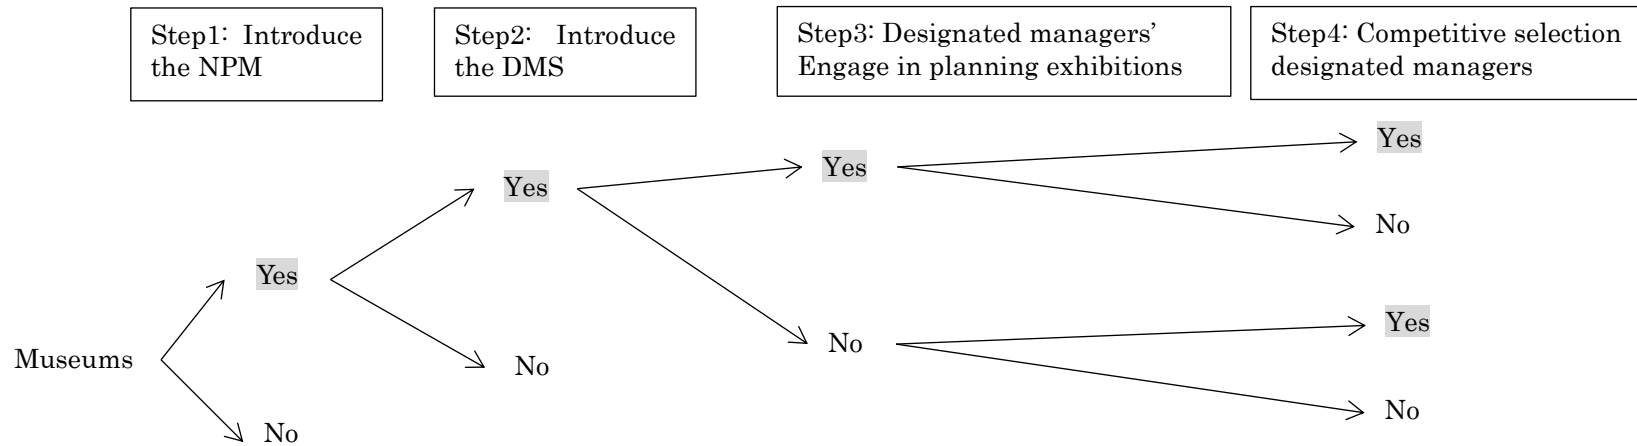 Step1: Introduce
the NPM
Step2: Introduce
the DMS
Step3: Designated managers’
Engage in planning exhibitions
Step4: Competitive selection
designated managers
Yes
Yes
Yes
No
Yes
Yes
Museums
No
No
No
No